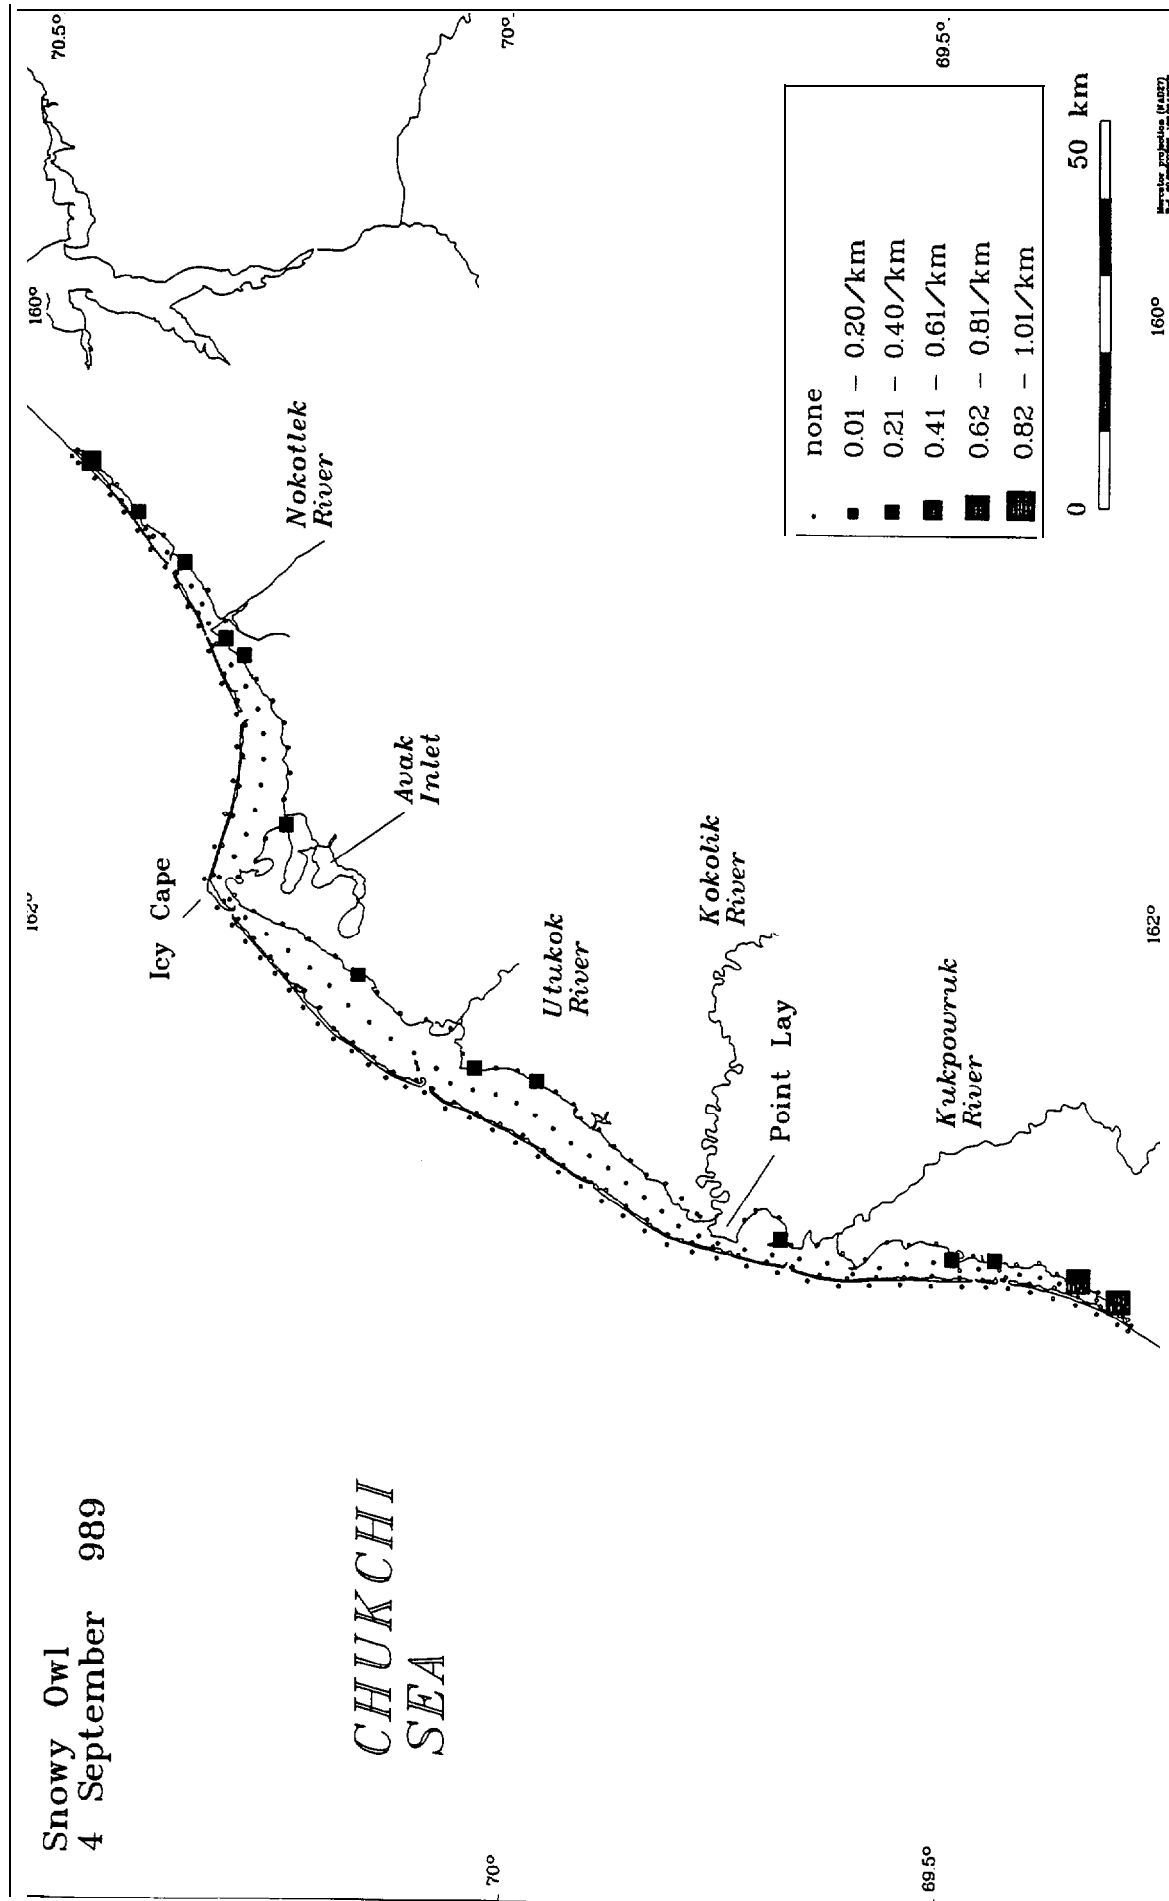 Snowy Owl
4 September 989
CHUKCHI
SEA
162°
160°
70.5°
70°
69.5°
70°
69.5°
162°
160°
Icy Cape
Nokotlek
River
Avak
Inlet
Utukok
River
Kokolik
River
Point Lay
Kukpowruk
River
none
0.01 - 0.20/km
0.21 - 0.40/km
0.41 - 0.61/km
0.62 - 0.81/km
0.82 - 1.01/km
0 50 km
Mercator projection (NAD27)